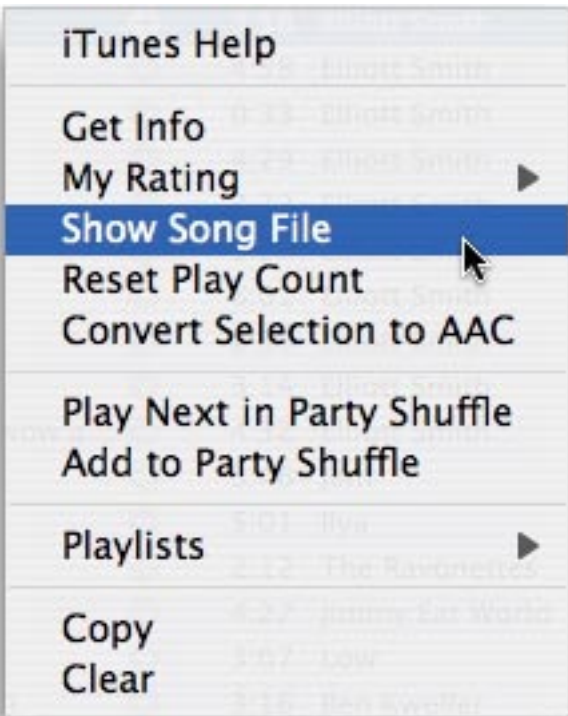 iTunes Help
Get Info
My Rating
Show Song File
Reset Play Count
Convert Selection to AAC
Play Next in Party Shuffle
Add to Party Shuffle
Playlists
Copy
Clear